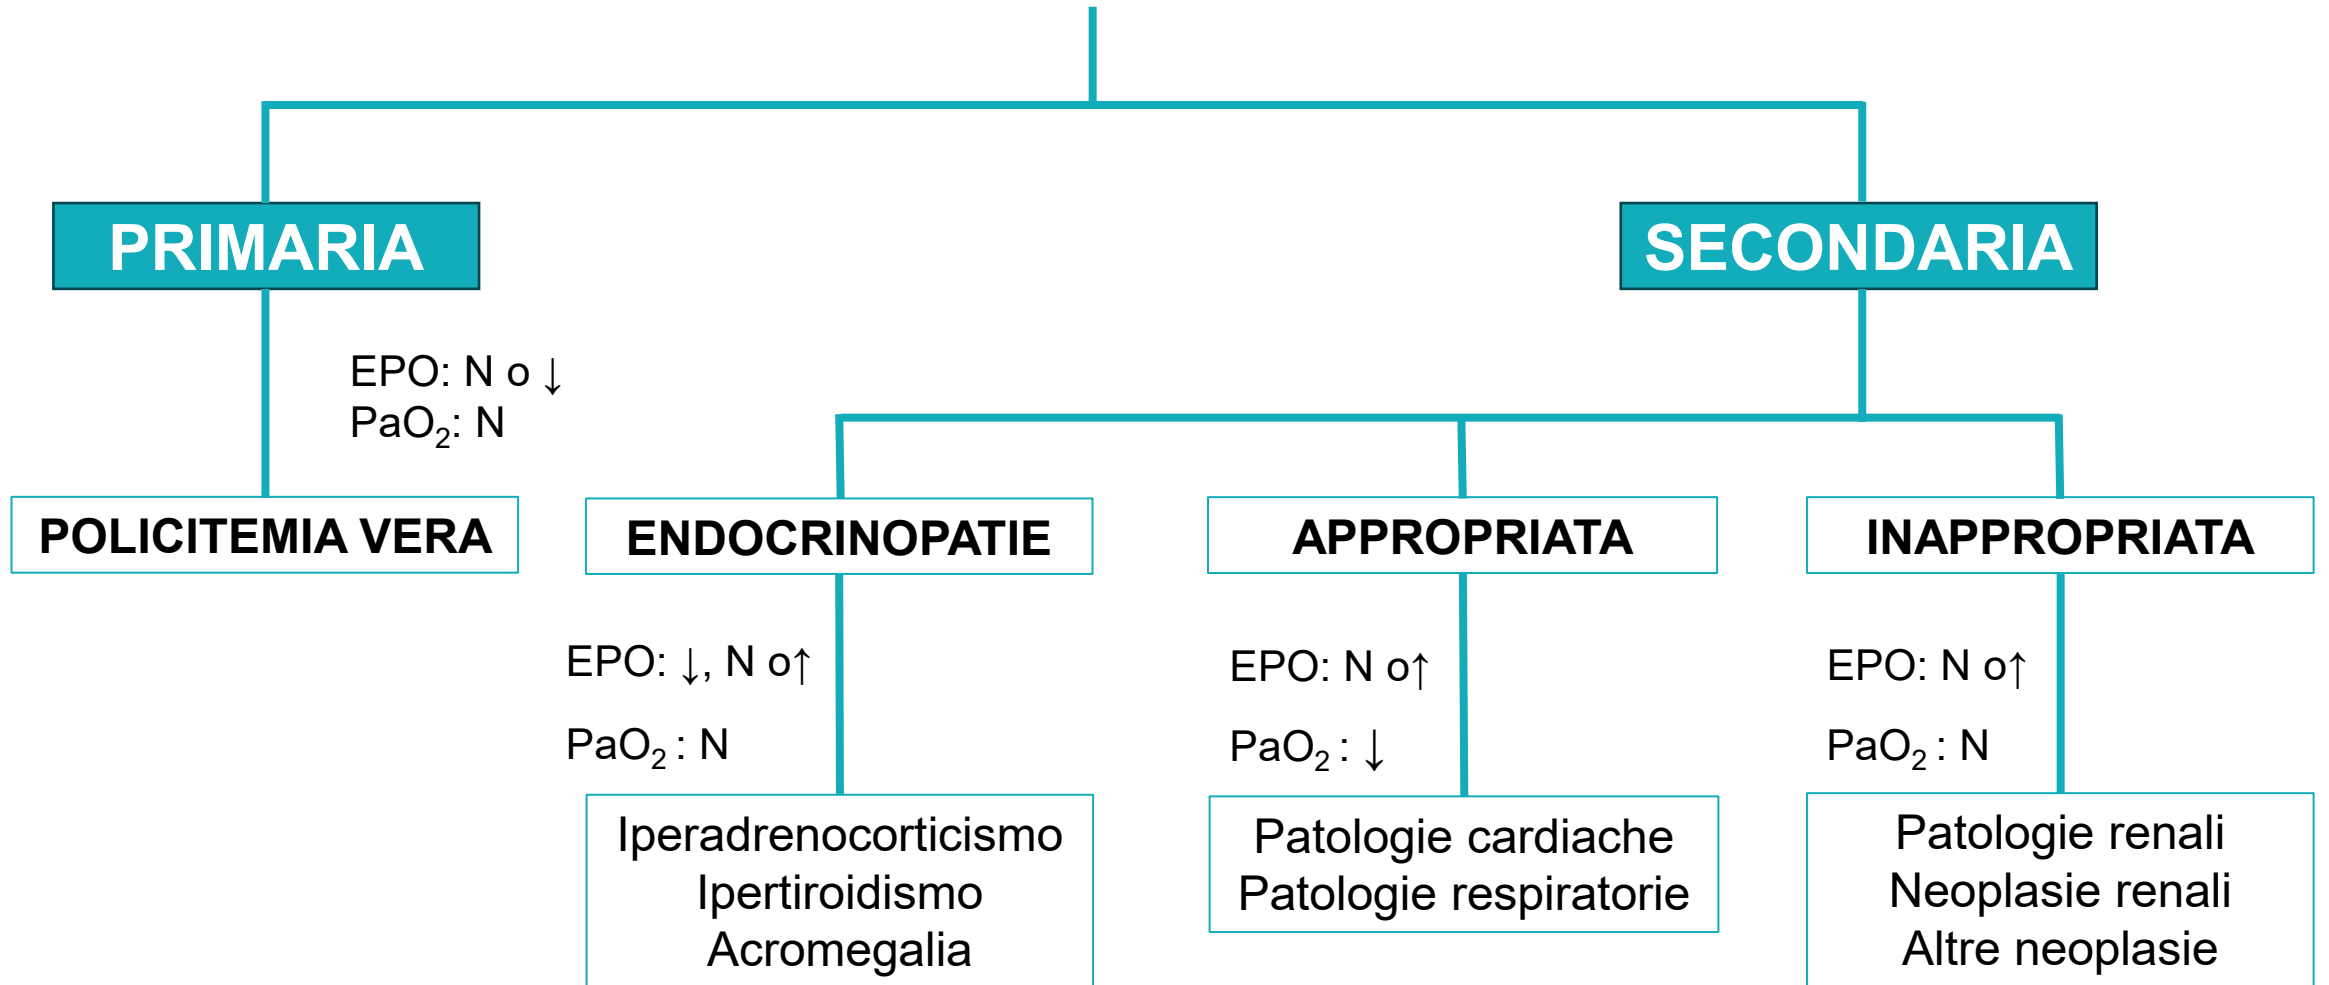 PRIMARIA
SECONDARIA
EPO: N o ↓
PaO₂: N
POLICITEMIA VERA
ENDOCRINOPATIE
APPROPRIATA
INAPPROPRIATA
EPO: ↓, N o↑
PaO₂ : N
EPO: N o↑
PaO₂ : ↓
EPO: N o↑
PaO₂ : N
Iperadrenocorticismo
Ipertiroidismo
Acromegalia
Patologie cardiache
Patologie respiratorie
Patologie renali
Neoplasie renali
Altre neoplasie